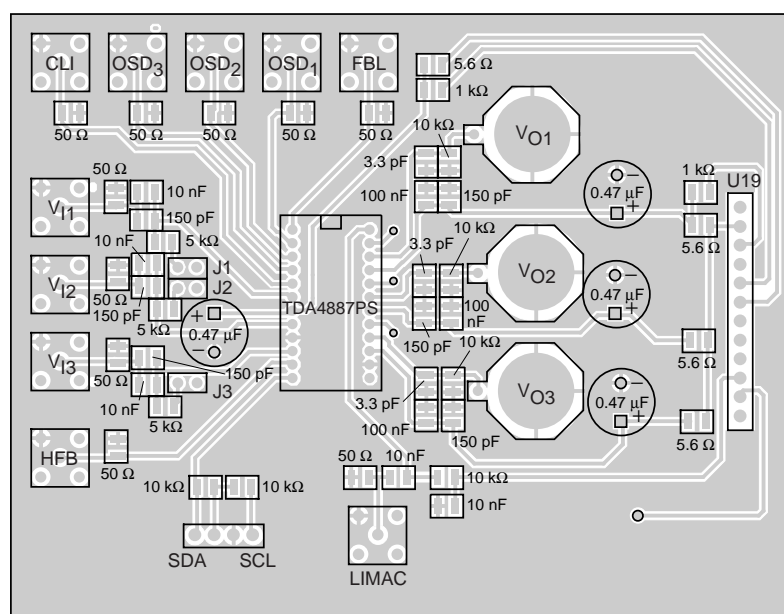 CLI
OSD3
OSD2
OSD1
FBL
5.6 Ω
1 kΩ
50 Ω
50 Ω
50 Ω
50 Ω
50 Ω
10 kΩ
VO1
3.3 pF
100 nF
150 pF
0.47 µF
−
+
1 kΩ
U19
50 Ω
10 nF
VI1
150 pF
10 nF
5 kΩ
J1
J2
VI2
50 Ω
150 pF
5 kΩ
+
0.47 µF
−
TDA4887PS
3.3 pF
10 kΩ
VO2
100
nF
150 pF
−
0.47 µF
+
5.6 Ω
5.6 Ω
VI3
50 Ω
150 pF
J3
10 nF
5 kΩ
10 kΩ
VO3
3.3 pF
100 nF
150 pF
−
0.47 µF
+
5.6 Ω
HFB
50 Ω
10 kΩ
10 kΩ
50 Ω
10 nF
10 kΩ
10 nF
SDA
SCL
LIMAC